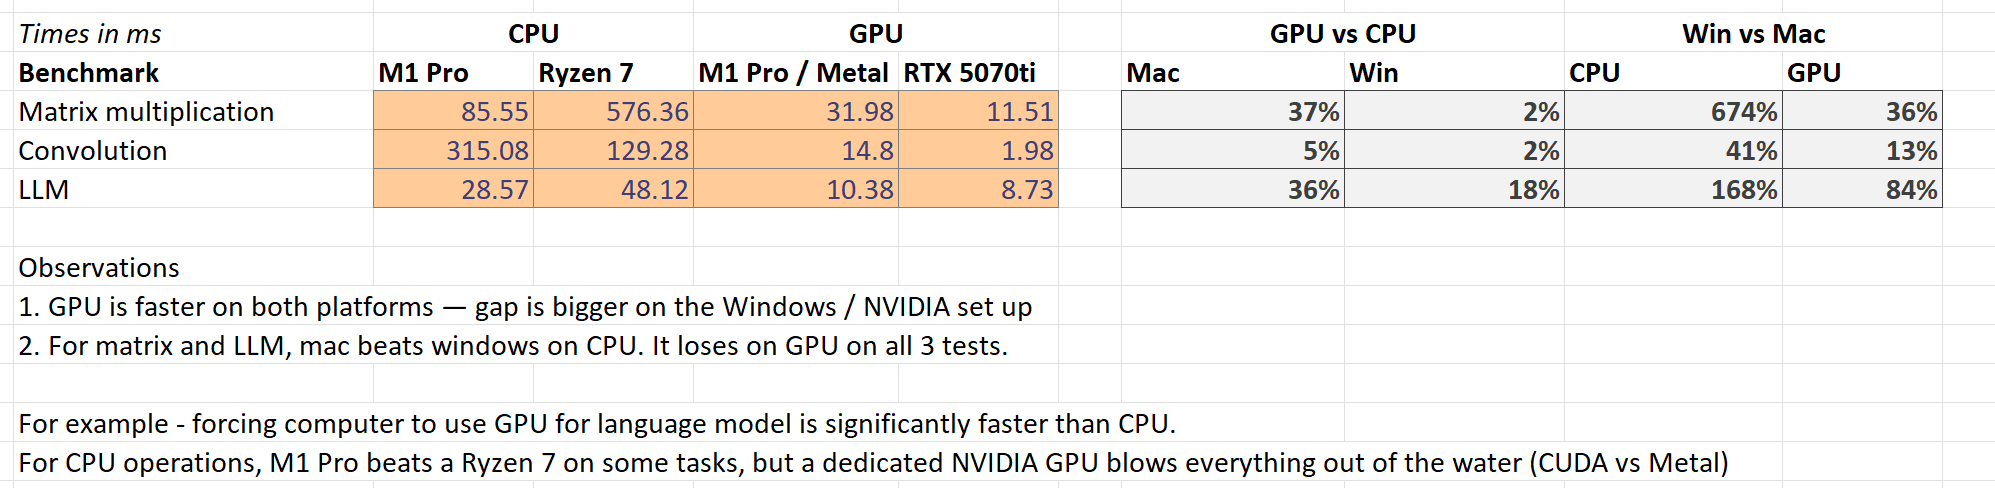 Times in ms CPU GPU GPU vs CPU Win vs Mac
Benchmark M1 Pro Ryzen 7 M1 Pro / Metal RTX 5070ti Mac Win CPU GPU
Matrix multiplication 85.55 576.36 31.98 11.51 37% 2% 674% 36%
Convolution 315.08 129.28 14.8 1.98 5% 2% 41% 13%
LLM 28.57 48.12 10.38 8.73 36% 18% 168% 84%
Observations
1. GPU is faster on both platforms — gap is bigger on the Windows / NVIDIA set up
2. For matrix and LLM, mac beats windows on CPU. It loses on GPU on all 3 tests.
For example - forcing computer to use GPU for language model is significantly faster than CPU.
For CPU operations, M1 Pro beats a Ryzen 7 on some tasks, but a dedicated NVIDIA GPU blows everything out of the water (CUDA vs Metal)